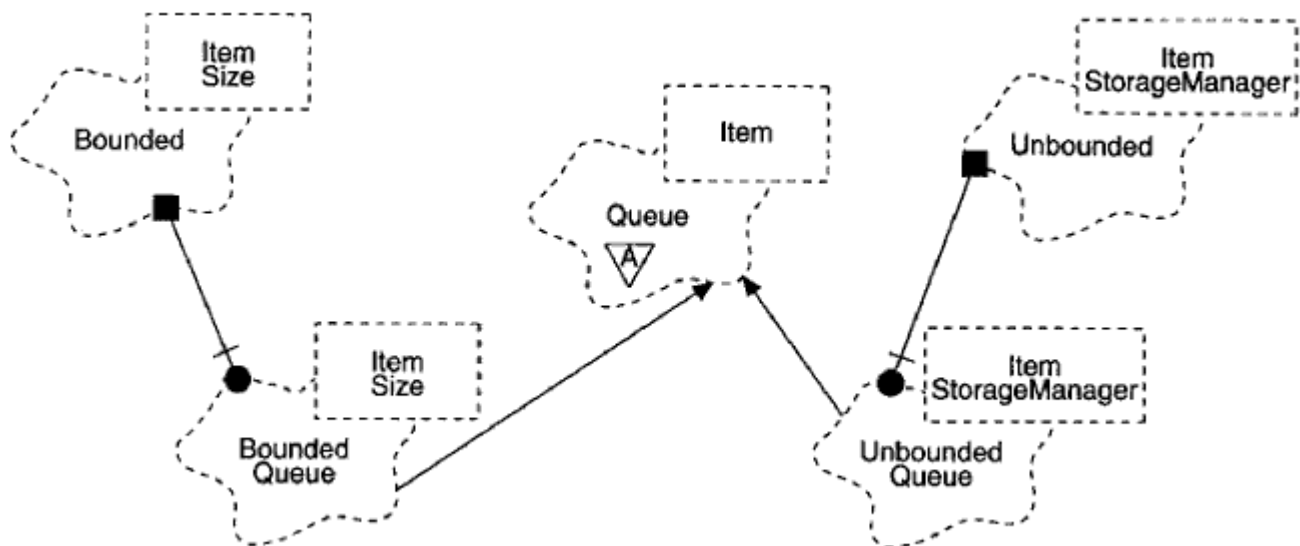 Item
Size
Bounded
Item
Queue
A
Item
StorageManager
Unbounded
Item
Size
Bounded
Queue
Item
StorageManager
Unbounded
Queue